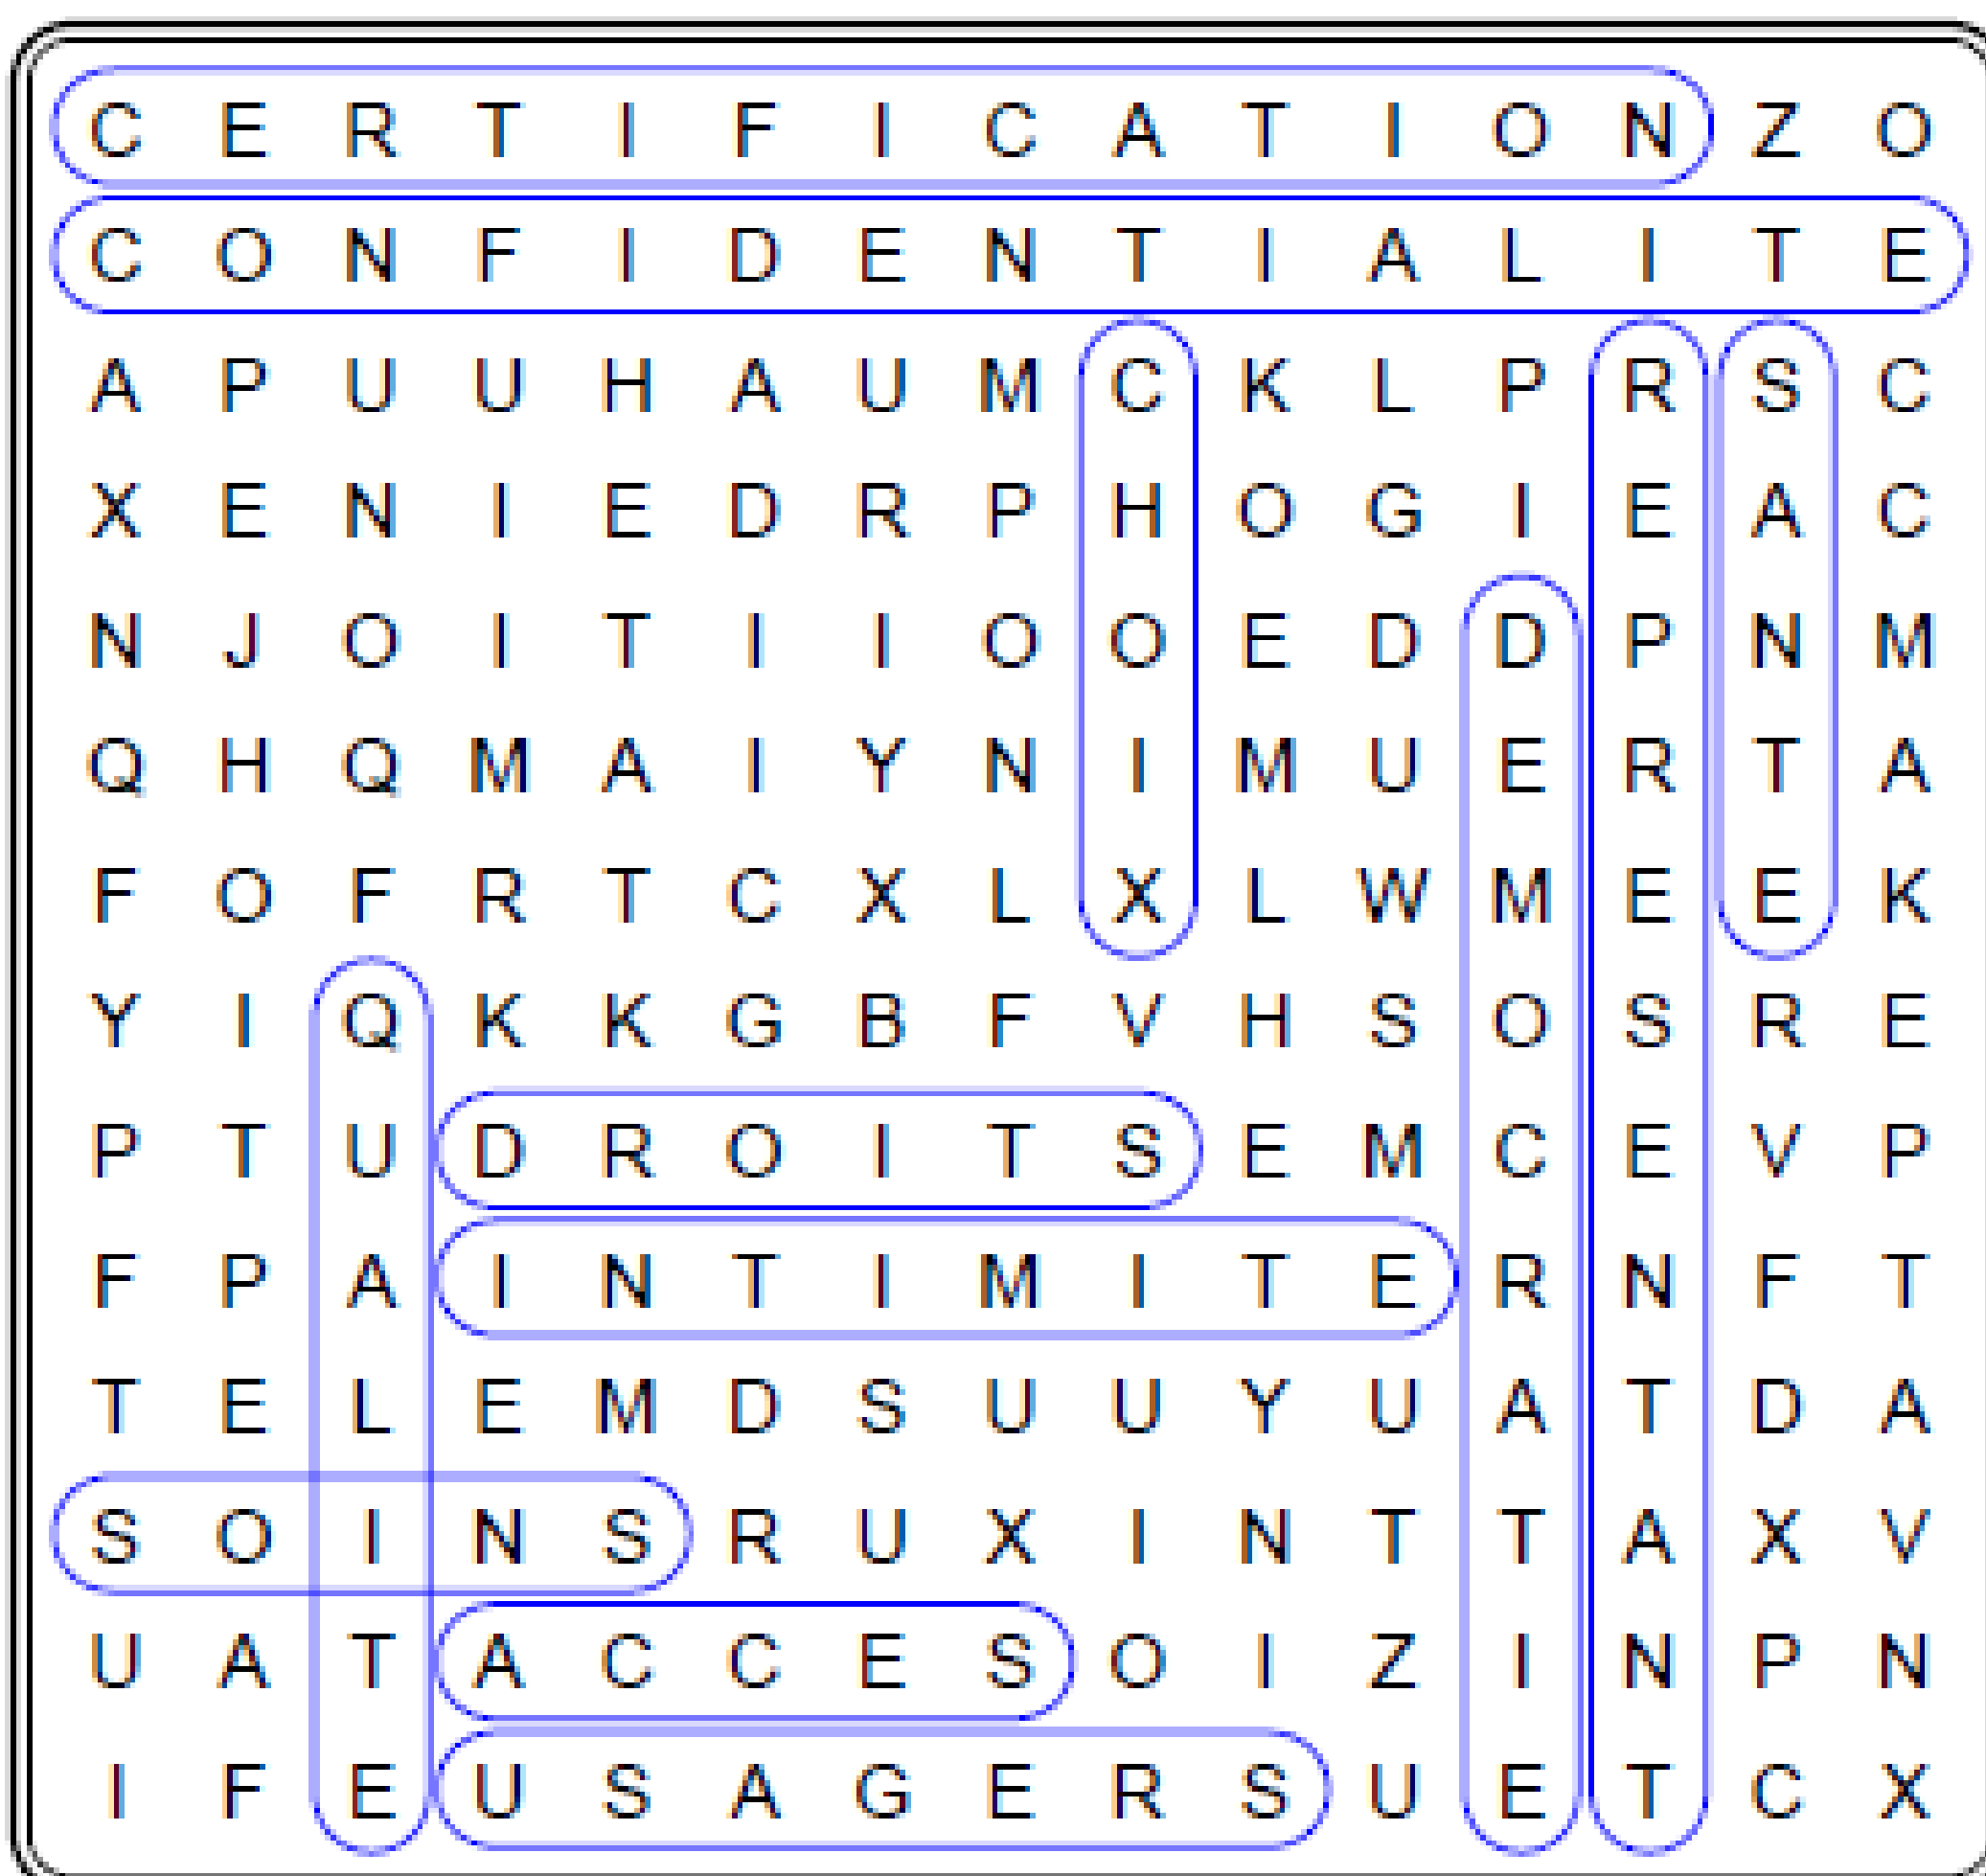 C E R T I F I C A T I O N Z O
C O N F I D E N T I A L I T E
A P U U H A U M C K L P R S C
X E N I E D R P H O G I E A C
N J O I T I I O O E D D P N M
Q H Q M A I Y N I M U E R T A
F O F R T C X L X L W M E E K
Y I Q K K G B F V H S O S R E
P T U D R O I T S E M C E V P
F P A I N T I M I T E R N F T
T E L E M D S U U Y U A T D A
S O I N S R U X I N T T A X V
U A T A C C E S O I Z I N P N
I F E U S A G E R S U E T C X